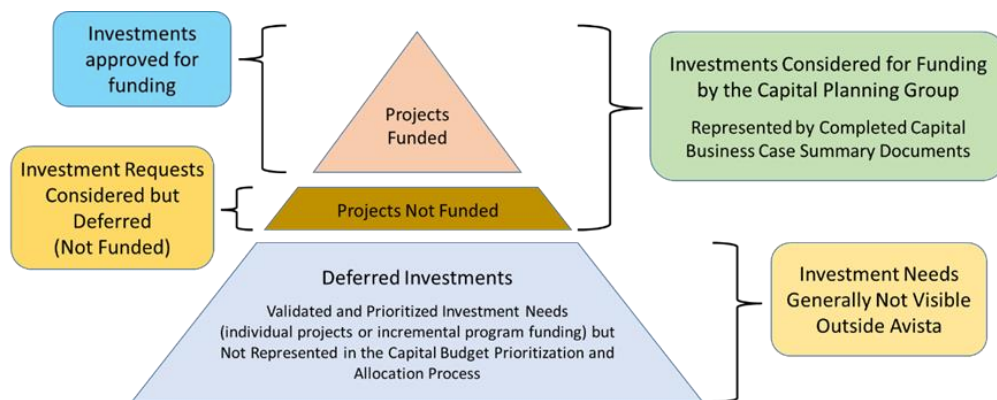 Investments
approved for
funding
Projects
Funded
Investments Considered for Funding
by the Capital Planning Group
Represented by Completed Capital
Business Case Summary Documents
Investment Requests
Considered but
Deferred
(Not Funded)
Projects Not Funded
Deferred Investments
Validated and Prioritized Investment Needs
(individual projects or incremental program funding) but
Not Represented in the Capital Budget Prioritization and
Allocation Process
Investment Needs
Generally Not Visible
Outside Avista